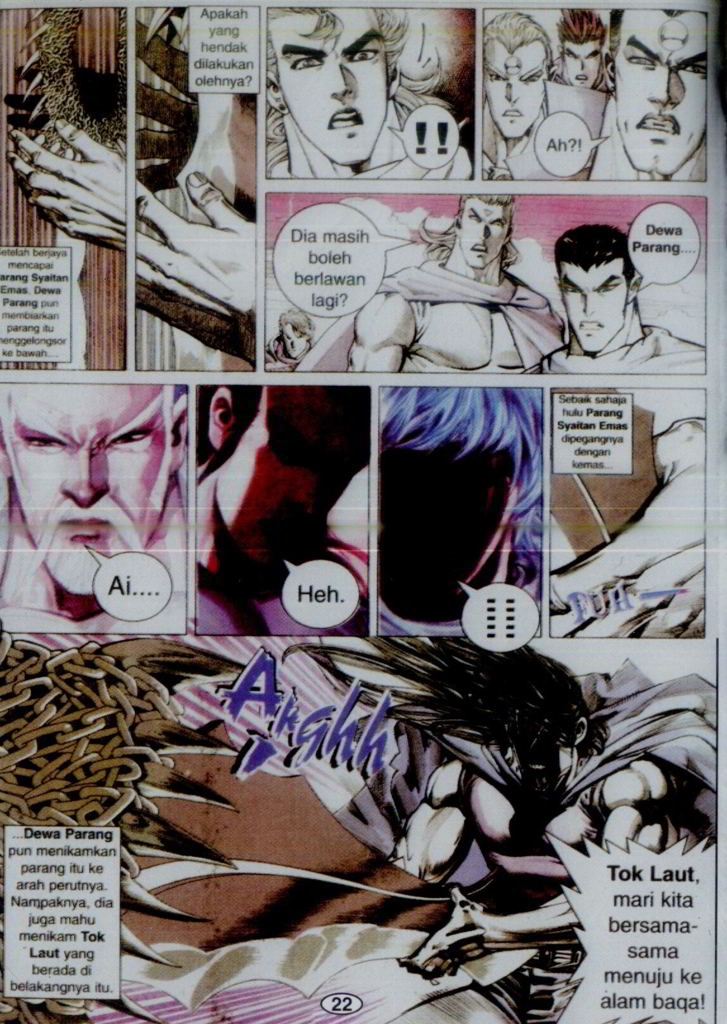 Apakah
yang
hendak
dilakukan
olehnya?
!!
Ah?!
Setelah berjaya
mencapai
Parang Syaitan
Emas, Dewa
Parang pun
membiarkan
parang itu
menggelongsor
ke bawah....
Dia masih
boleh
berlawan
lagi?
Dewa
Parang....
Ai....
Heh.
Sebaik sahaja
hulu Parang
Syaitan Emas
dipegangnya
dengan
kemas...
Arghh
...Dewa Parang
pun menikamkan
parang itu ke
arah perutnya.
Nampaknya, dia
juga mahu
menikam Tok
Laut yang
berada di
belakangnya itu.
Tok Laut,
mari kita
bersama-
sama
menuju ke
alam baqa!
22